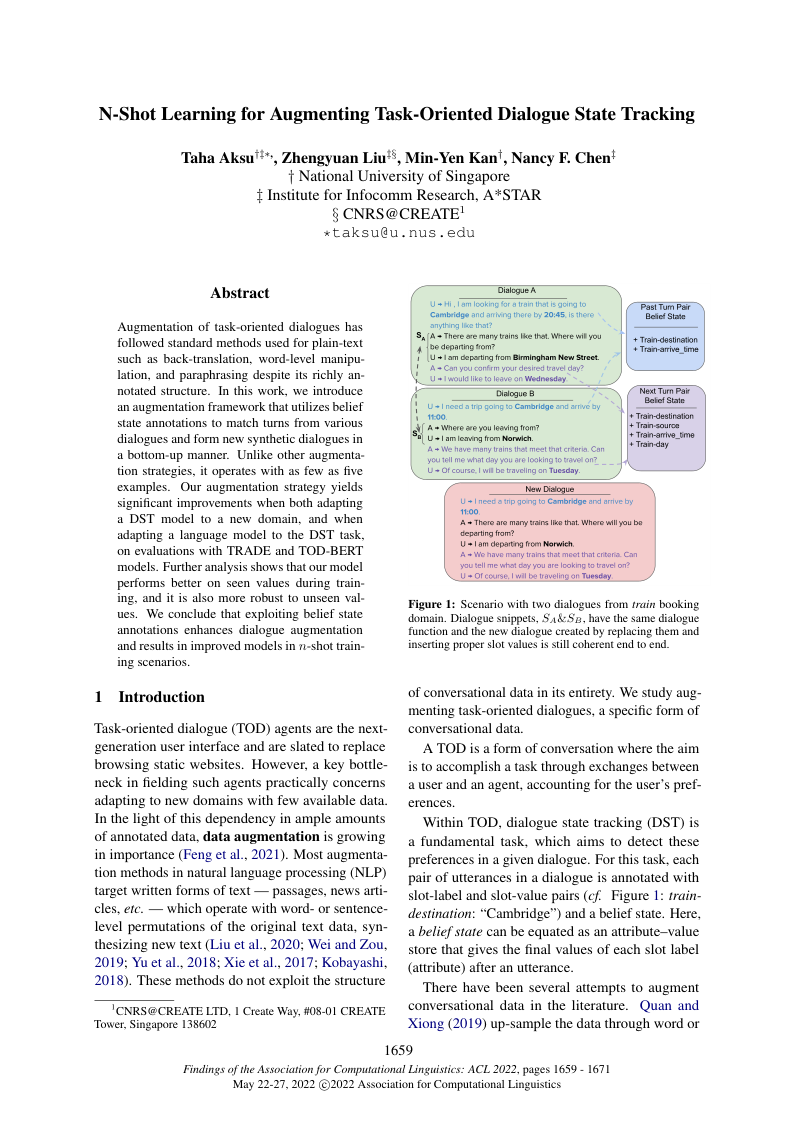 N-Shot Learning for Augmenting Task-Oriented Dialogue State Tracking
Taha Aksu†‡⋆,, Zhengyuan Liu‡§, Min-Yen Kan†, Nancy F. Chen‡
† National University of Singapore
‡ Institute for Infocomm Research, A*STAR
§ CNRS@CREATE1
⋆taksu@u.nus.edu
Abstract
Augmentation of task-oriented dialogues has
followed standard methods used for plain-text
such as back-translation, word-level manipu-
lation, and paraphrasing despite its richly an-
notated structure. In this work, we introduce
an augmentation framework that utilizes belief
state annotations to match turns from various
dialogues and form new synthetic dialogues in
a bottom-up manner. Unlike other augmenta-
tion strategies, it operates with as few as five
examples. Our augmentation strategy yields
significant improvements when both adapting
a DST model to a new domain, and when
adapting a language model to the DST task,
on evaluations with TRADE and TOD-BERT
models. Further analysis shows that our model
performs better on seen values during train-
ing, and it is also more robust to unseen val-
ues. We conclude that exploiting belief state
annotations enhances dialogue augmentation
and results in improved models in n-shot train-
ing scenarios.
1 Introduction
Task-oriented dialogue (TOD) agents are the next-
generation user interface and are slated to replace
browsing static websites. However, a key bottle-
neck in fielding such agents practically concerns
adapting to new domains with few available data.
In the light of this dependency in ample amounts
of annotated data, data augmentation is growing
in importance (Feng et al., 2021). Most augmenta-
tion methods in natural language processing (NLP)
target written forms of text — passages, news arti-
cles, etc. — which operate with word- or sentence-
level permutations of the original text data, syn-
thesizing new text (Liu et al., 2020; Wei and Zou,
2019; Yu et al., 2018; Xie et al., 2017; Kobayashi,
2018). These methods do not exploit the structure
1CNRS@CREATE LTD, 1 Create Way, #08-01 CREATE
Tower, Singapore 138602
Dialogue A
U → Hi , I am looking for a train that is going to
Cambridge and arriving there by 20:45, is there
anything like that?
SA
A → There are many trains like that. Where will you
be departing from?
U → I am departing from Birmingham New Street.
A → Can you confirm your desired travel day?
U → I would like to leave on Wednesday.
Dialogue B
U → I need a trip going to Cambridge and arrive by
11:00.
SB
A → Where are you leaving from?
U → I am leaving from Norwich.
A → We have many trains that meet that criteria. Can
you tell me what day you are looking to travel on?
U → Of course, I will be traveling on Tuesday.
Past Turn Pair
Belief State
+ Train-destination
+ Train-arrive_time
Next Turn Pair
Belief State
+ Train-destination
+ Train-source
+ Train-arrive_time
+ Train-day
New Dialogue
U → I need a trip going to Cambridge and arrive by
11:00.
A → There are many trains like that. Where will you be
departing from?
U → I am departing from Norwich.
A → We have many trains that meet that criteria. Can
you tell me what day you are looking to travel on?
U → Of course, I will be traveling on Tuesday.
Figure 1: Scenario with two dialogues from train booking
domain. Dialogue snippets, SA&SB, have the same dialogue
function and the new dialogue created by replacing them and
inserting proper slot values is still coherent end to end.
of conversational data in its entirety. We study aug-
menting task-oriented dialogues, a specific form of
conversational data.
A TOD is a form of conversation where the aim
is to accomplish a task through exchanges between
a user and an agent, accounting for the user's pref-
erences.
Within TOD, dialogue state tracking (DST) is
a fundamental task, which aims to detect these
preferences in a given dialogue. For this task, each
pair of utterances in a dialogue is annotated with
slot-label and slot-value pairs (cf. Figure 1: train-
destination: “Cambridge”) and a belief state. Here,
a belief state can be equated as an attribute–value
store that gives the final values of each slot label
(attribute) after an utterance.
There have been several attempts to augment
conversational data in the literature. Quan and
Xiong (2019) up-sample the data through word or
1659
Findings of the Association for Computational Linguistics: ACL 2022, pages 1659 - 1671
May 22-27, 2022 ©2022 Association for Computational Linguistics